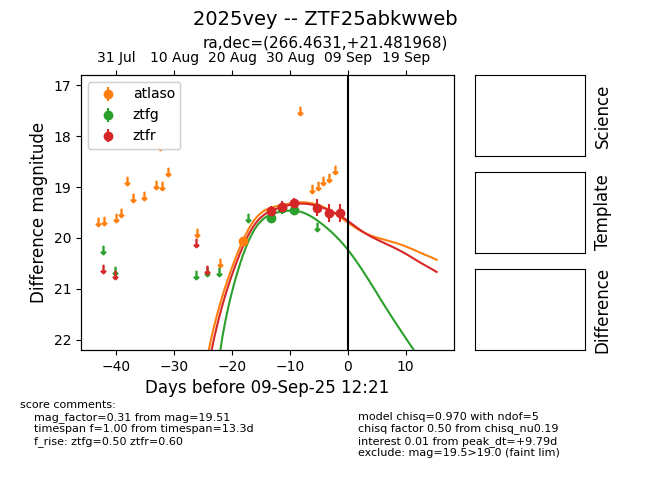 2025vey -- ZTF25abkwweb
ra,dec=(266.4631,+21.481968)
31 Jul 10 Aug 20 Aug 30 Aug 09 Sep 19 Sep
atlaso
ztfg
ztfr
17
18
19
20
21
22
Difference magnitude
−40 −30 −20 −10 0 10
Days before 09-Sep-25 12:21
Science
Template
Difference
score comments:
mag_factor=0.31 from mag=19.51
timespan f=1.00 from timespan=13.3d
f_rise: ztfg=0.50 ztfr=0.60
model chisq=0.970 with ndof=5
chisq factor 0.50 from chisq_nu0.19
interest 0.01 from peak_dt=+9.79d
exclude: mag=19.5>19.0 (faint lim)